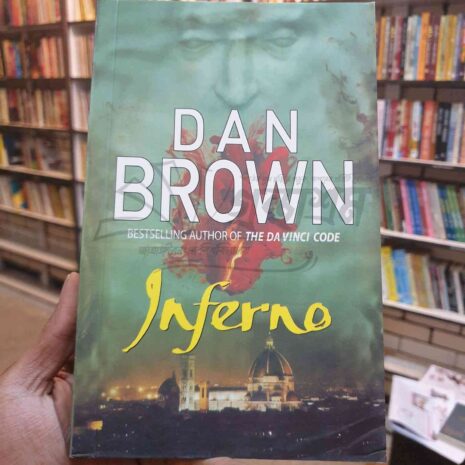 DAN
BROWN
BESTSELLING AUTHOR OF THE DA VINCI CODE
Inferno